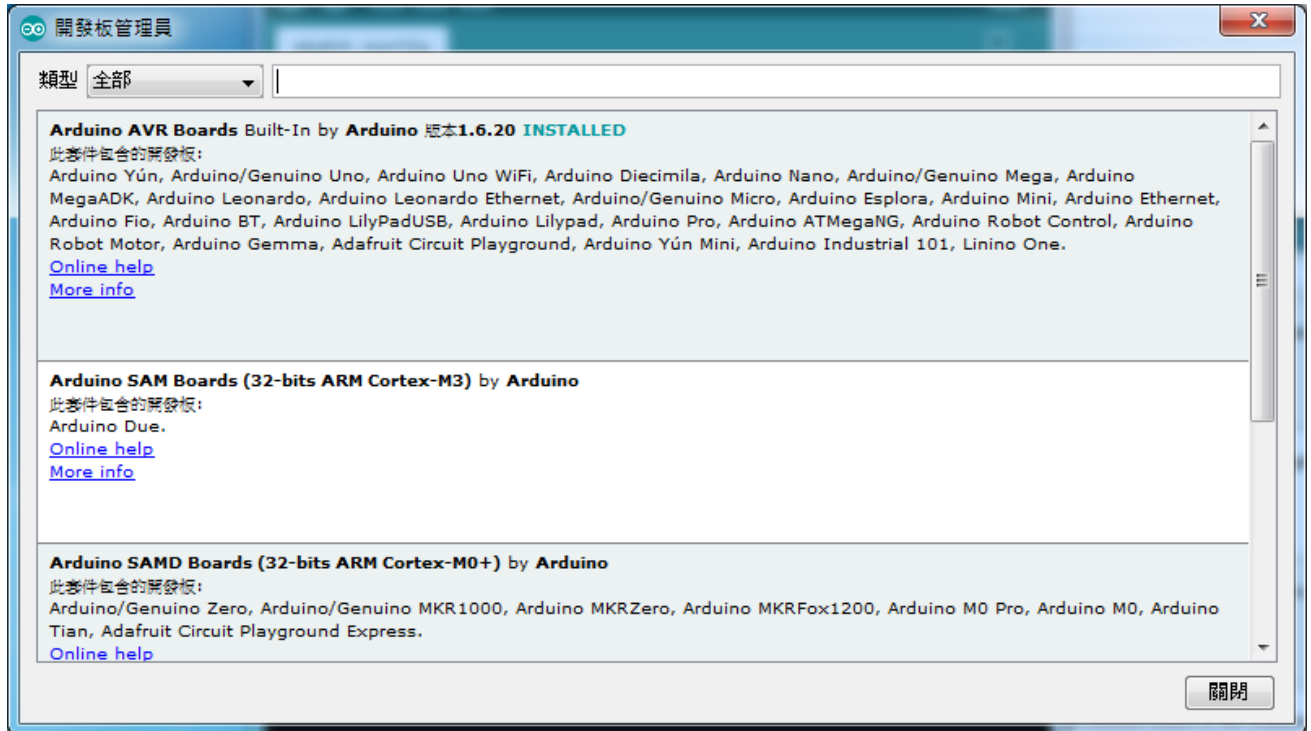 開發板管理員
類型 全部
Arduino AVR Boards Built-In by Arduino 版本1.6.20 INSTALLED
此套件包含的開發板:
Arduino Yún, Arduino/Genuino Uno, Arduino Uno WiFi, Arduino Diecimila, Arduino Nano, Arduino/Genuino Mega, Arduino
MegaADK, Arduino Leonardo, Arduino Leonardo Ethernet, Arduino/Genuino Micro, Arduino Esplora, Arduino Mini, Arduino Ethernet,
Arduino Fio, Arduino BT, Arduino LilyPadUSB, Arduino Lilypad, Arduino Pro, Arduino ATMegaNG, Arduino Robot Control, Arduino
Robot Motor, Arduino Gemma, Adafruit Circuit Playground, Arduino Yún Mini, Arduino Industrial 101, Linino One.
Online help
More info
Arduino SAM Boards (32-bits ARM Cortex-M3) by Arduino
此套件包含的開發板:
Arduino Due.
Online help
More info
Arduino SAMD Boards (32-bits ARM Cortex-M0+) by Arduino
此套件包含的開發板:
Arduino/Genuino Zero, Arduino/Genuino MKR1000, Arduino MKRZero, Arduino MKRFox1200, Arduino M0 Pro, Arduino M0, Arduino
Tian, Adafruit Circuit Playground Express.
Online help
關閉